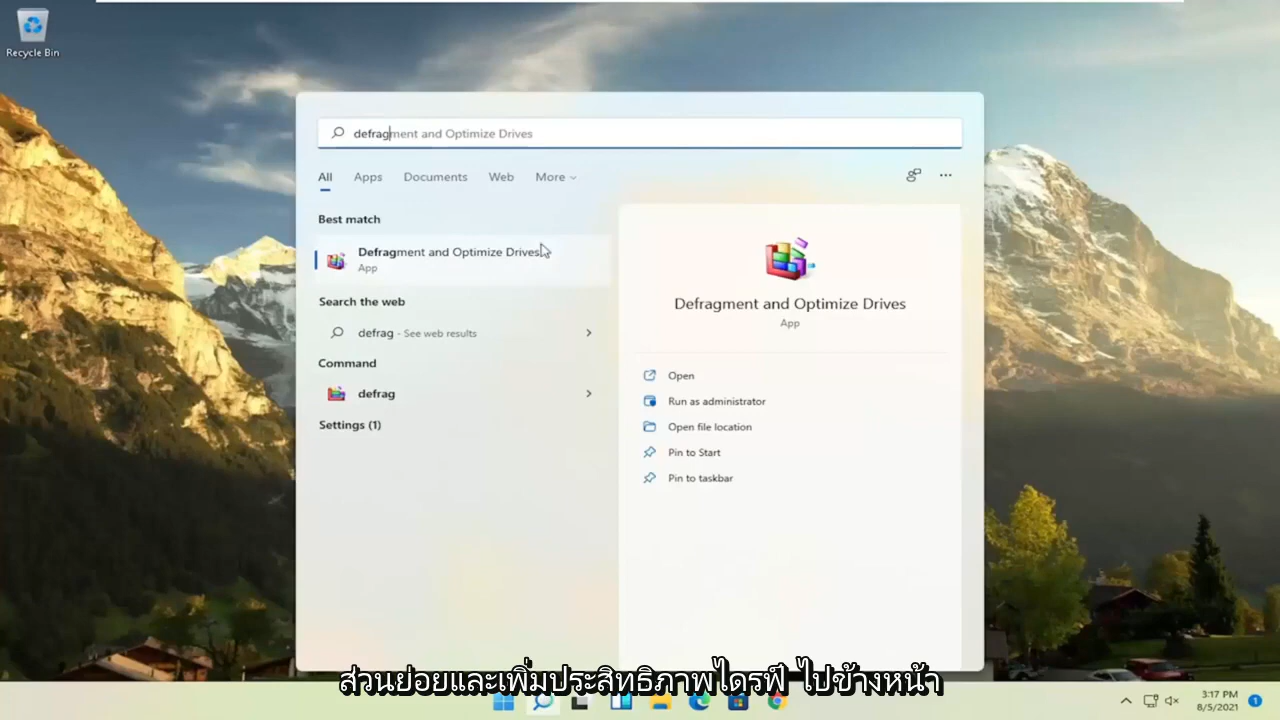 Recycle Bin
defragment and Optimize Drives
All Apps Documents Web More
Best match
Defragment and Optimize Drives
App
Search the web
defrag - See web results
Command
defrag
Settings (1)
Defragment and Optimize Drives
App
Open
Run as administrator
Open file location
Pin to Start
Pin to taskbar
ส่วนย่อยและเพิ่มประสิทธิภาพไดรฟ์ ไปข้างหน้า
3:17 PM
8/5/2021
1